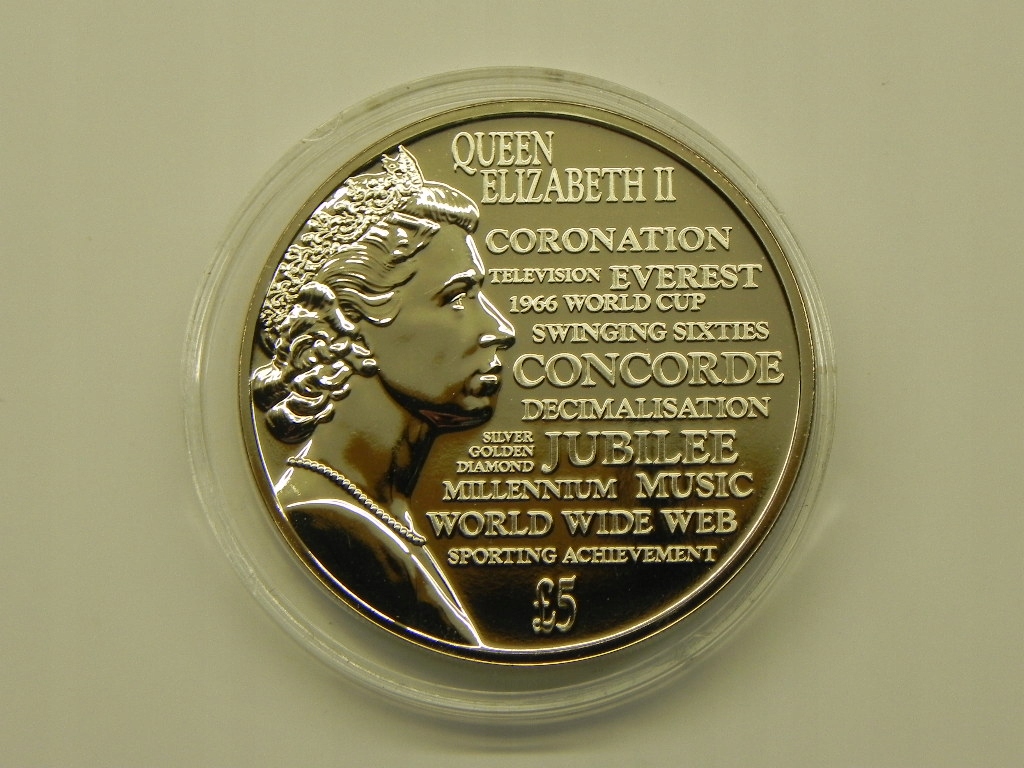 QUEEN
ELIZABETH II
CORONATION
TELEVISION EVEREST
1966 WORLD CUP
SWINGING SIXTIES
CONCORDE
DECIMALISATION
SILVER
GOLDEN
DIAMOND
JUBILEE
MILLENNIUM MUSIC
WORLD WIDE WEB
SPORTING ACHIEVEMENT
£5